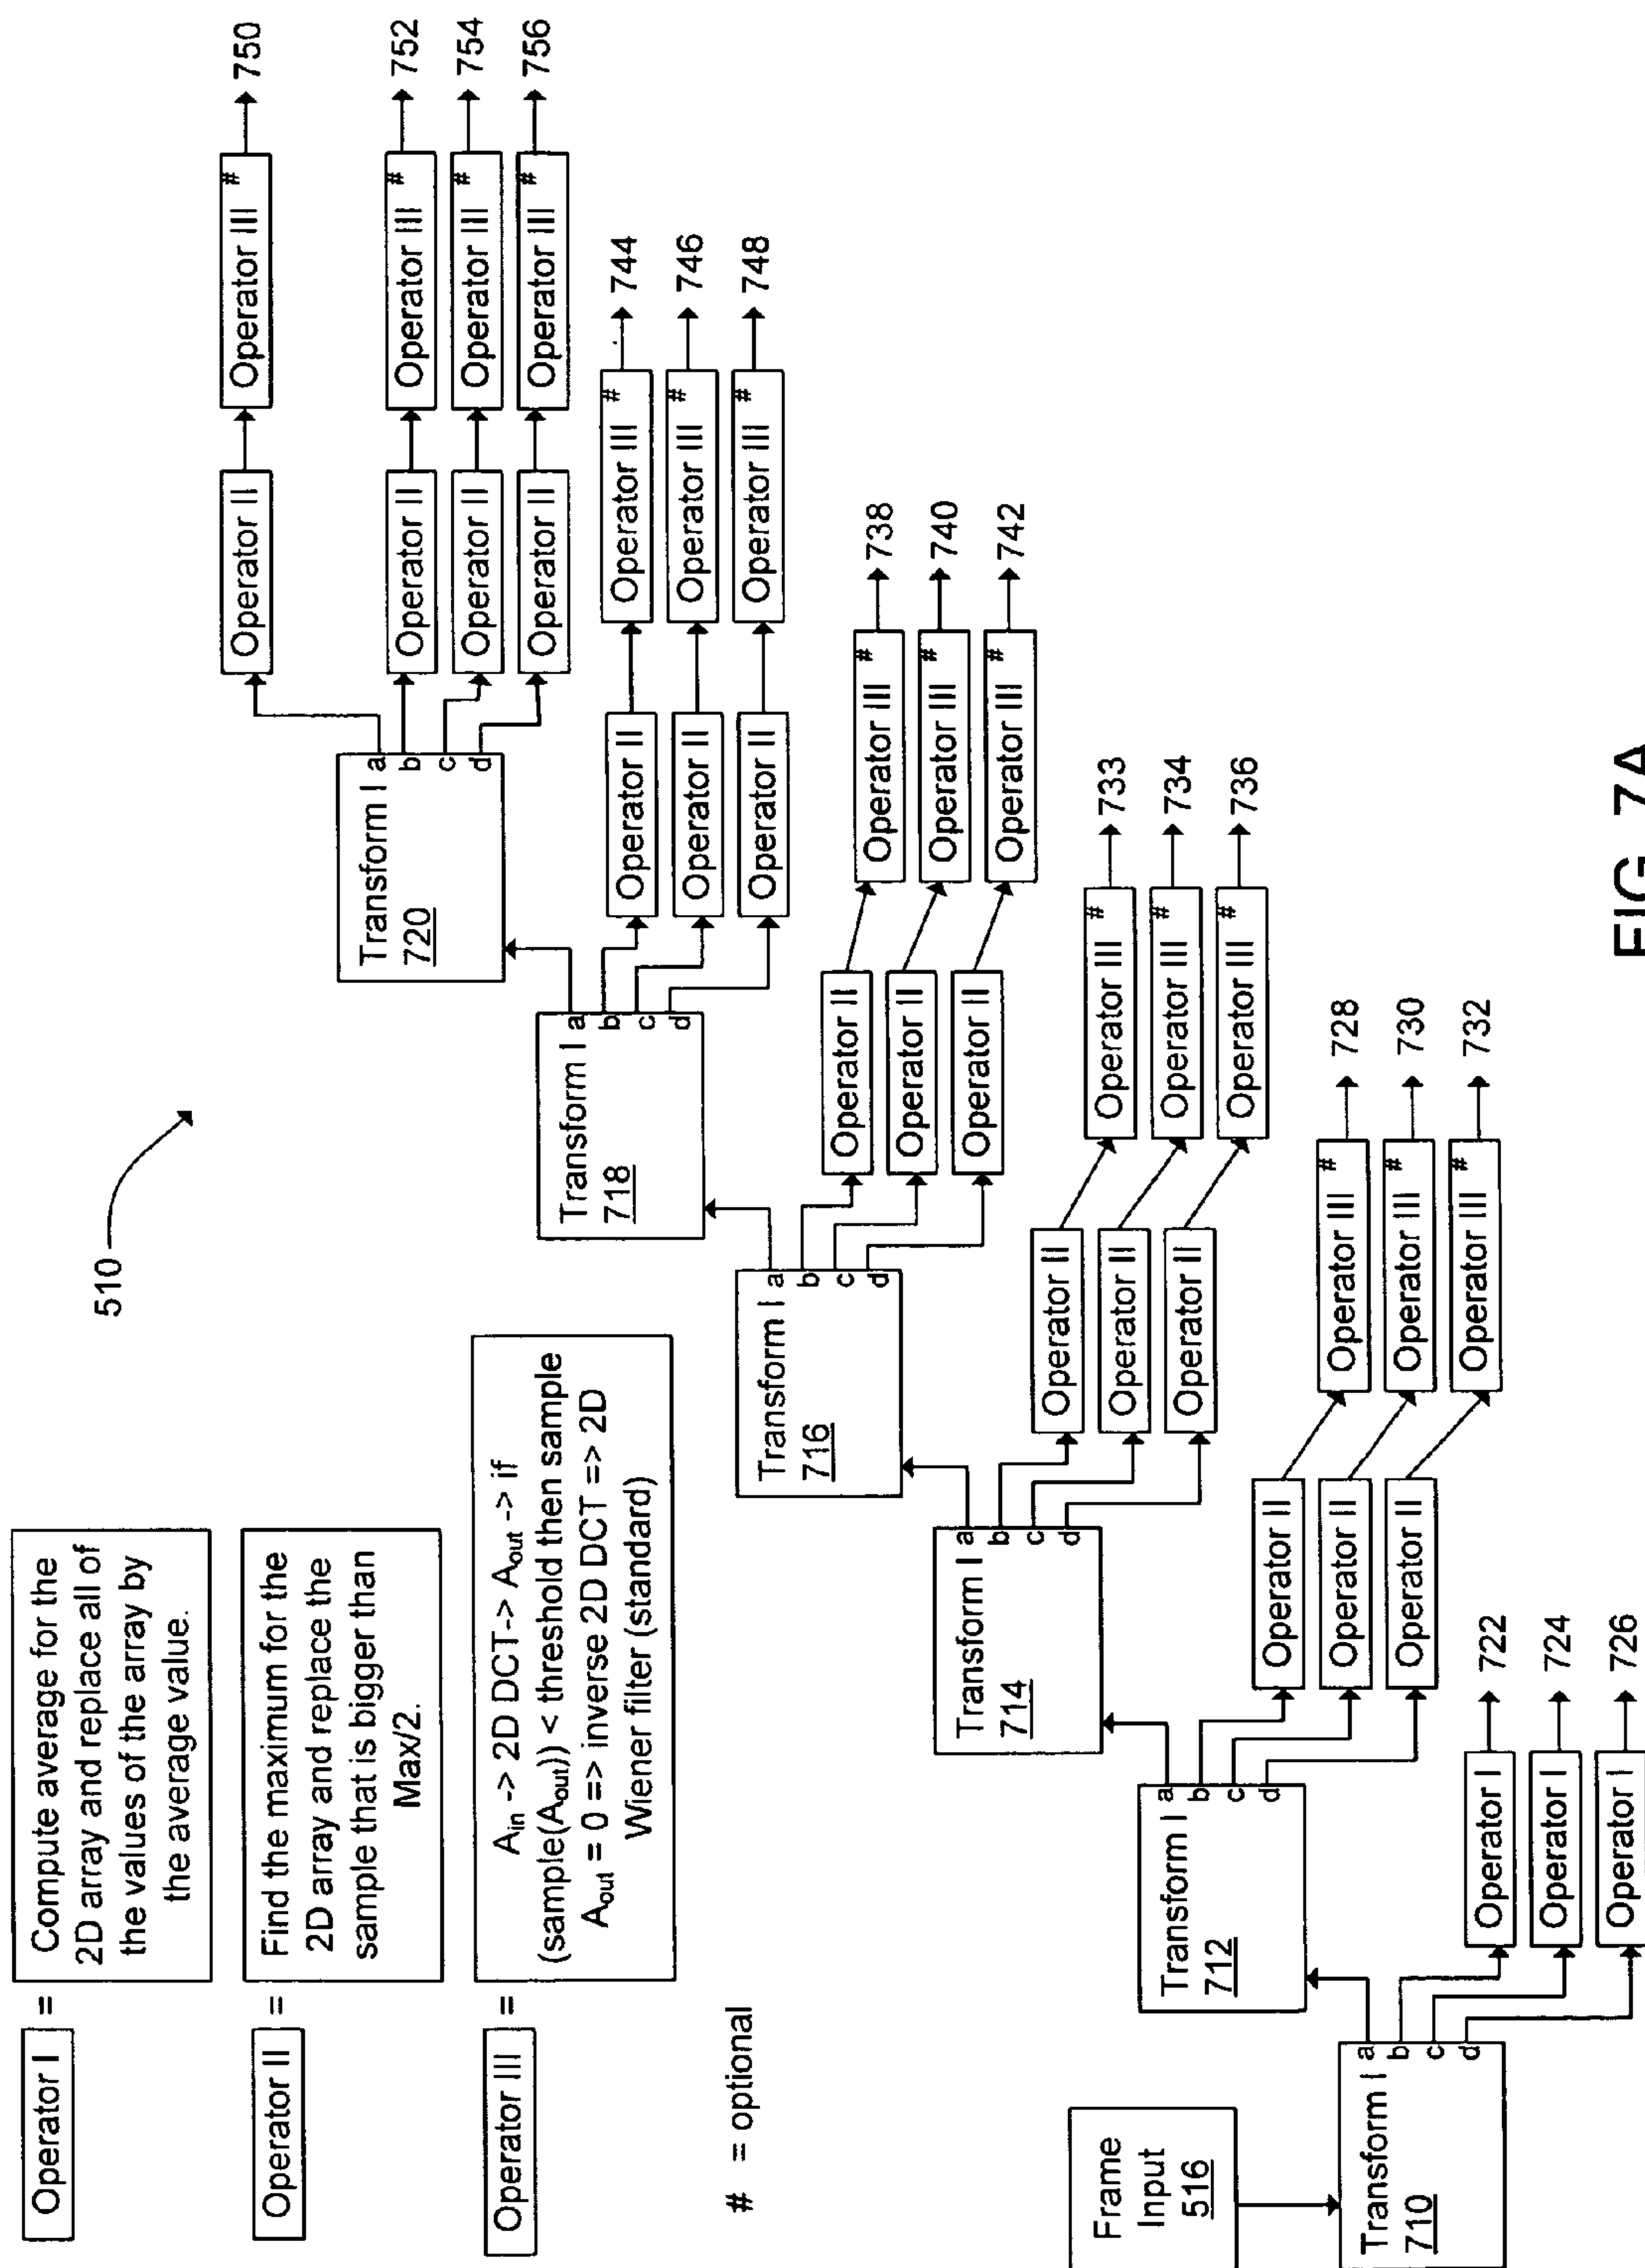 510
Operator I
=
Compute average for the
2D array and replace all of
the values of the array by
the average value.
Operator II
=
Find the maximum for the
2D array and replace the
sample that is bigger than
Max/2.
Operator III
=
A_in -> 2D DCT-> A_out -> if
(sample(A_out)) < threshold then sample
A_out = 0 => inverse 2D DCT => 2D
Wiener filter (standard)
# = optional
Frame
Input
516
Transform I
710
a
b
c
d
Operator I
722
Operator I
724
Operator I
726
Transform I
712
a
b
c
d
Operator II
Operator III #
728
Operator II
Operator III #
730
Operator II
Operator III #
732
Transform I
714
a
b
c
d
Operator II
Operator III #
733
Operator II
Operator III #
734
Operator II
Operator III #
736
Transform I
716
a
b
c
d
Operator II
Operator III #
738
Operator II
Operator III #
740
Operator II
Operator III #
742
Transform I
718
a
b
c
d
Operator II
Operator III #
744
Operator II
Operator III #
746
Operator II
Operator III #
748
Transform I
720
a
b
c
d
Operator II
Operator III #
750
Operator II
Operator III #
752
Operator II
Operator III #
754
Operator II
Operator III #
756
FIG. 7A